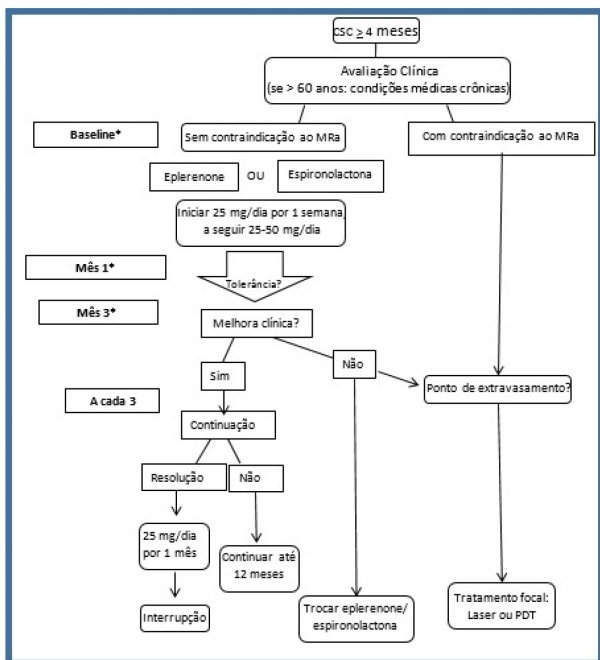 CSC ≥ 4 meses
Avaliação Clínica
(se > 60 anos: condições médicas crônicas)
Baseline*
Sem contraindicação ao MRa
Com contraindicação ao MRa
Eplerenone
OU
Espironolactona
Iniciar 25 mg/dia por 1 semana,
a seguir 25-50 mg/dia
Mês 1*
Tolerância?
Mês 3*
Melhora clínica?
Sim
Não
Ponto de extravasamento?
A cada 3
Continuação
Resolução
Não
25 mg/dia
por 1 mês
Continuar até
12 meses
Interrupção
Trocar eplerenone/
espironolactona
Tratamento focal:
Laser ou PDT